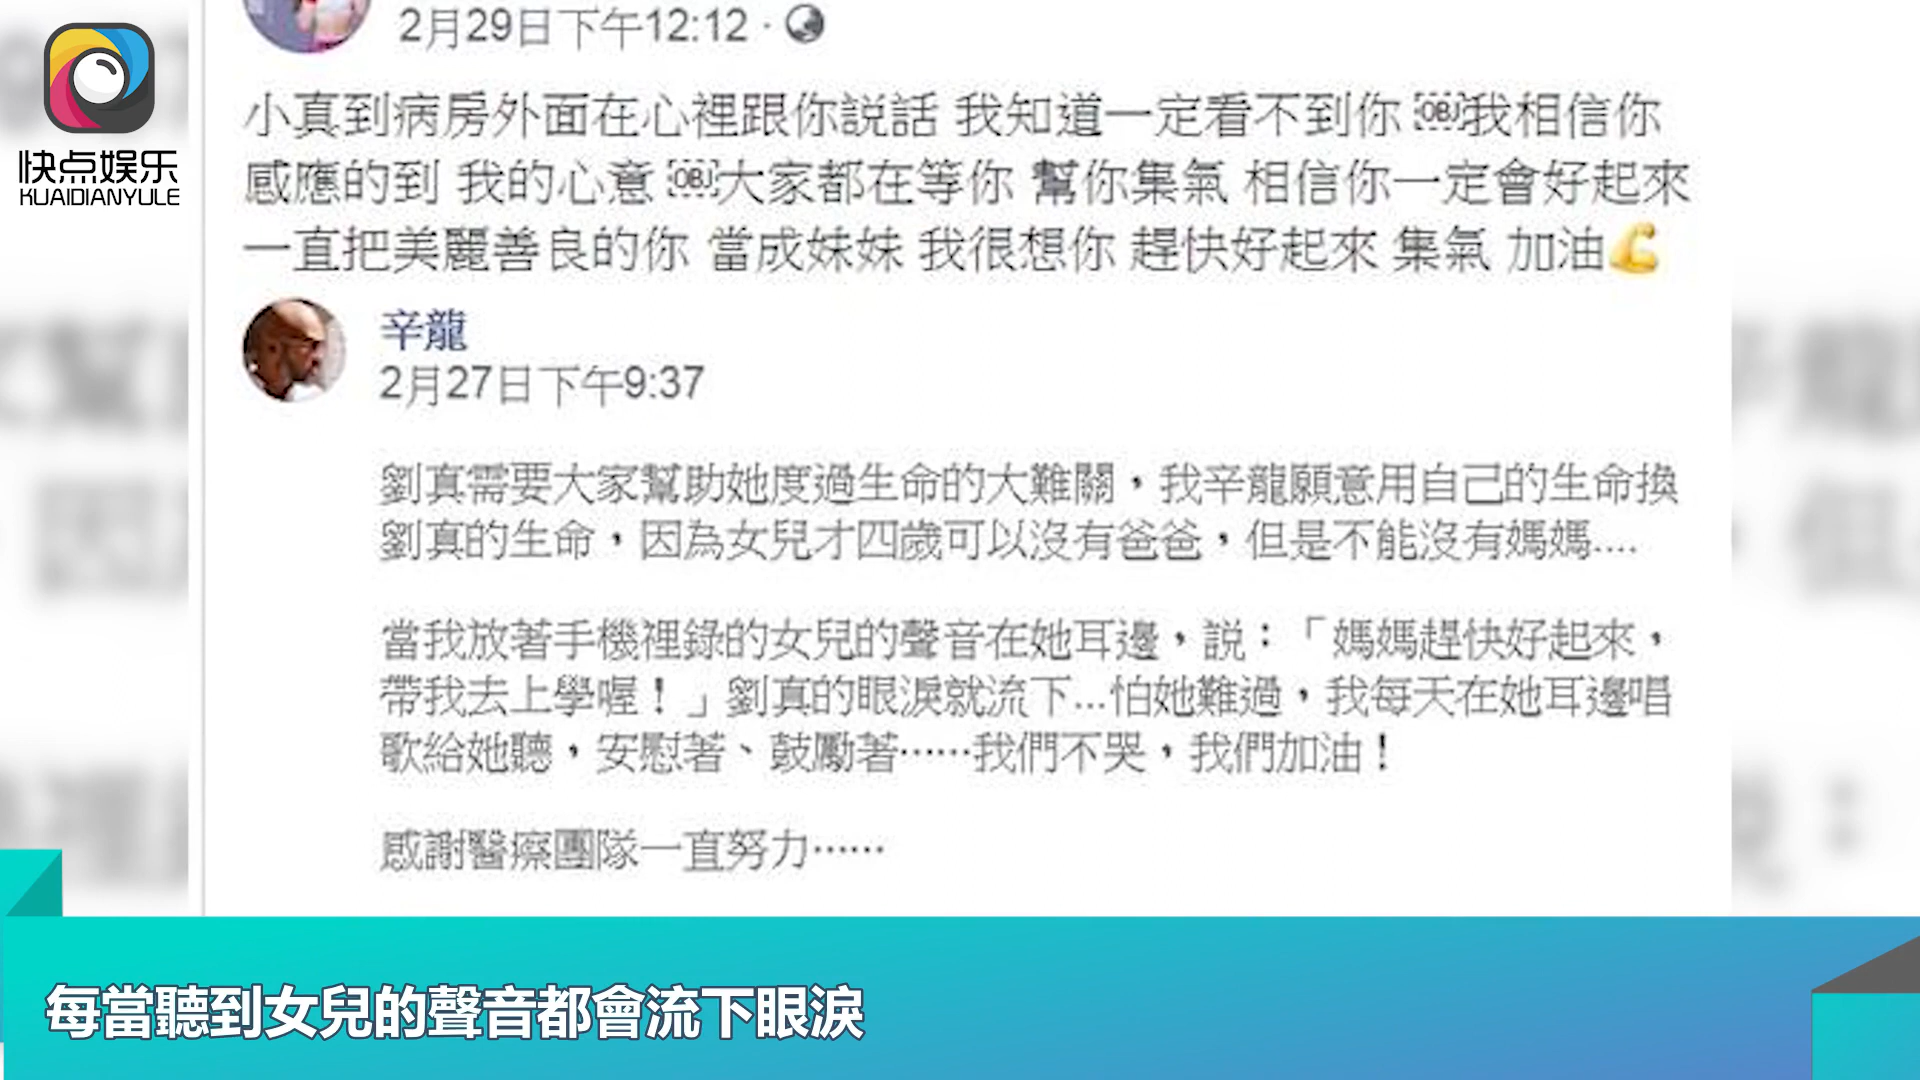 快点娱乐
KUAIDIANYULE
2月29日下午12:12 ·
小真到病房外面在心裡跟你説話 我知道一定看不到你 OBJ我相信你
感應的到 我的心意 OBJ大家都在等你 幫你集氣 相信你一定會好起來
一直把美麗善良的你 當成妹妹 我很想你 趕快好起來 集氣 加油💪
辛龍
2月27日下午9:37
劉真需要大家幫助她度過生命的大難關，我辛龍願意用自己的生命換
劉真的生命，因為女兒才四歲可以沒有爸爸，但是不能沒有媽媽....
當我放著手機裡錄的女兒的聲音在她耳邊，説：「媽媽趕快好起來，
帶我去上學喔！」劉真的眼淚就流下...怕她難過，我每天在她耳邊唱
歌給她聽，安慰著、鼓勵著……我們不哭，我們加油！
感謝醫療團隊一直努力……
每當聽到女兒的聲音都會流下眼淚